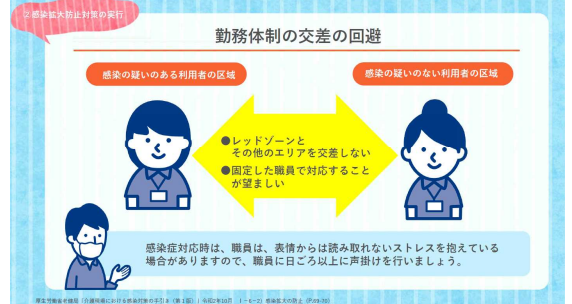 2.感染拡大防止対策の実行
勤務体制の交差の回避
感染の疑いのある利用者の区域
感染の疑いのない利用者の区域
●レッドゾーンと
その他のエリアを交差しない
●固定した職員で対応すること
が望ましい
感染症対応時は、職員は、表情からは読み取れないストレスを抱えている
場合がありますので、職員に日ごろ以上に声掛けを行いましょう。
厚生労働省老健局「介護現場における感染対策の手引き（第1版）」令和2年10月